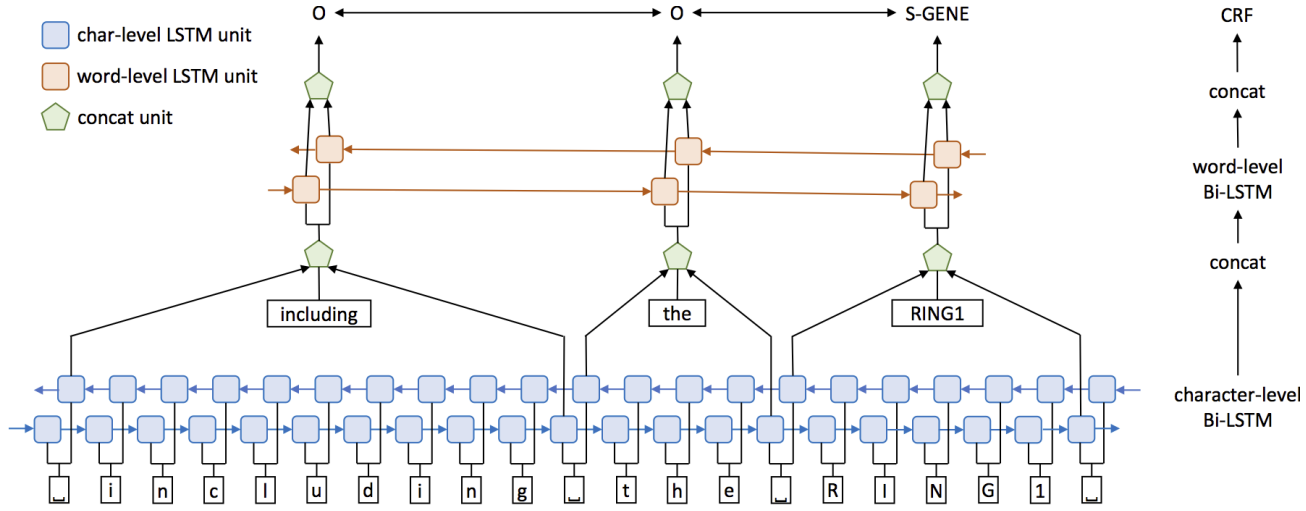 O O S-GENE CRF
char-level LSTM unit
word-level LSTM unit
concat unit
concat
word-level
Bi-LSTM
concat
including the RING1
character-level
Bi-LSTM
␣ i n c l u d i n g ␣ t h e ␣ R I N G 1 ␣